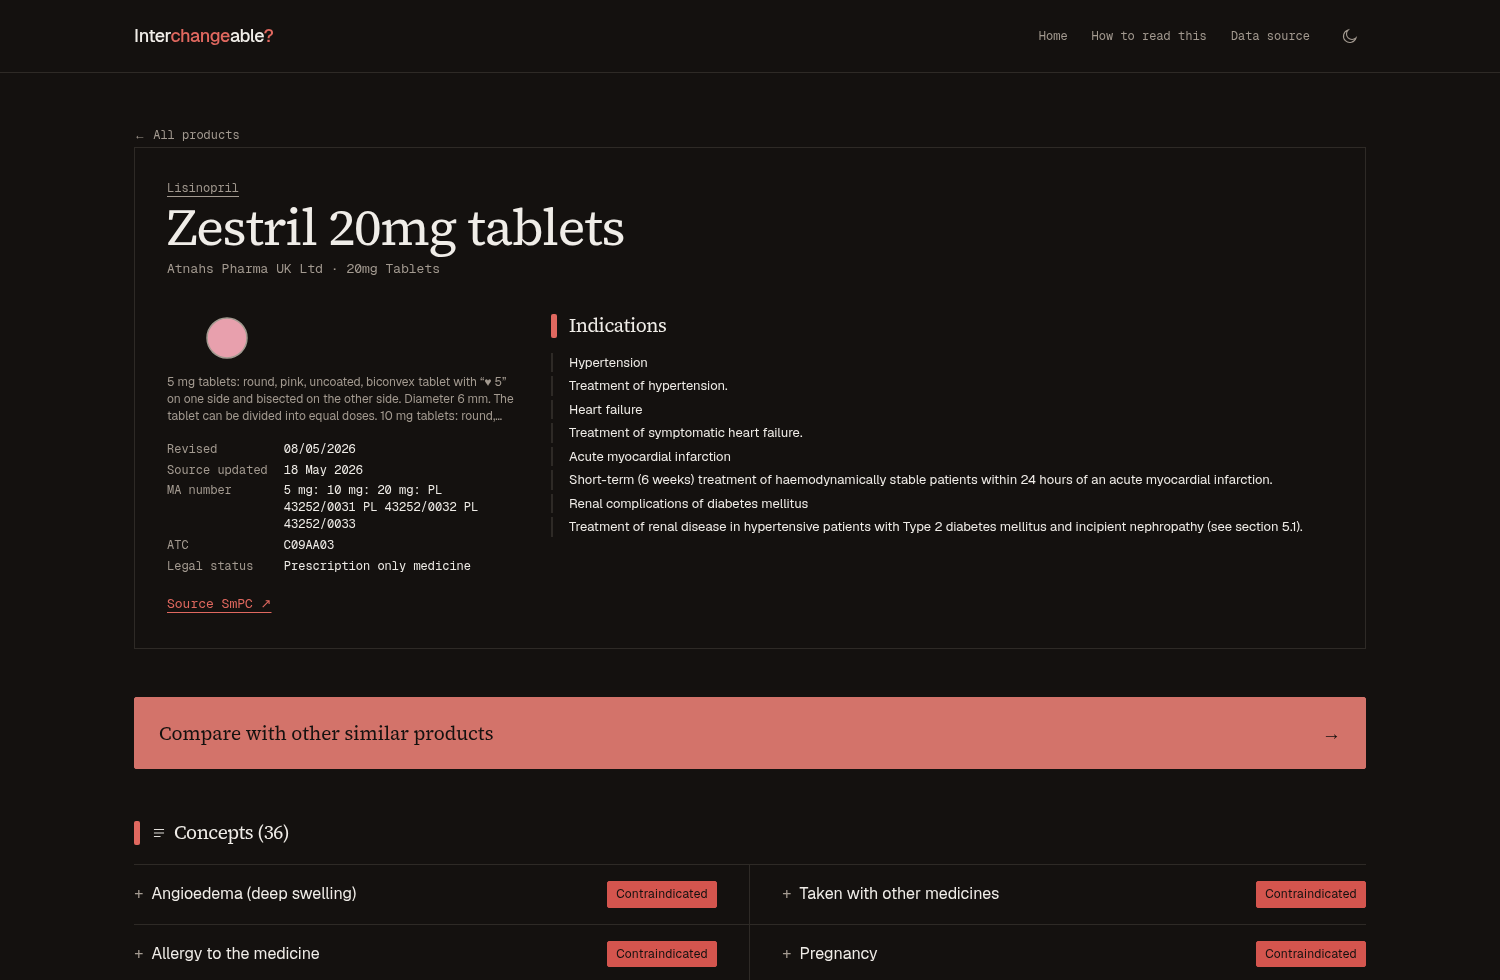 Interchangeable?
Home How to read this Data source
← All products
Lisinopril
Zestril 20mg tablets
Atnahs Pharma UK Ltd · 20mg Tablets
5 mg tablets: round, pink, uncoated, biconvex tablet with “♥ 5”
on one side and bisected on the other side. Diameter 6 mm. The
tablet can be divided into equal doses. 10 mg tablets: round,…
Revised 08/05/2026
Source updated 18 May 2026
MA number 5 mg: 10 mg: 20 mg: PL
43252/0031 PL 43252/0032 PL
43252/0033
ATC C09AA03
Legal status Prescription only medicine
Source SmPC ↗
Indications
Hypertension
Treatment of hypertension.
Heart failure
Treatment of symptomatic heart failure.
Acute myocardial infarction
Short-term (6 weeks) treatment of haemodynamically stable patients within 24 hours of an acute myocardial infarction.
Renal complications of diabetes mellitus
Treatment of renal disease in hypertensive patients with Type 2 diabetes mellitus and incipient nephropathy (see section 5.1).
Compare with other similar products →
Concepts (36)
+ Angioedema (deep swelling) Contraindicated
+ Taken with other medicines Contraindicated
+ Allergy to the medicine Contraindicated
+ Pregnancy Contraindicated